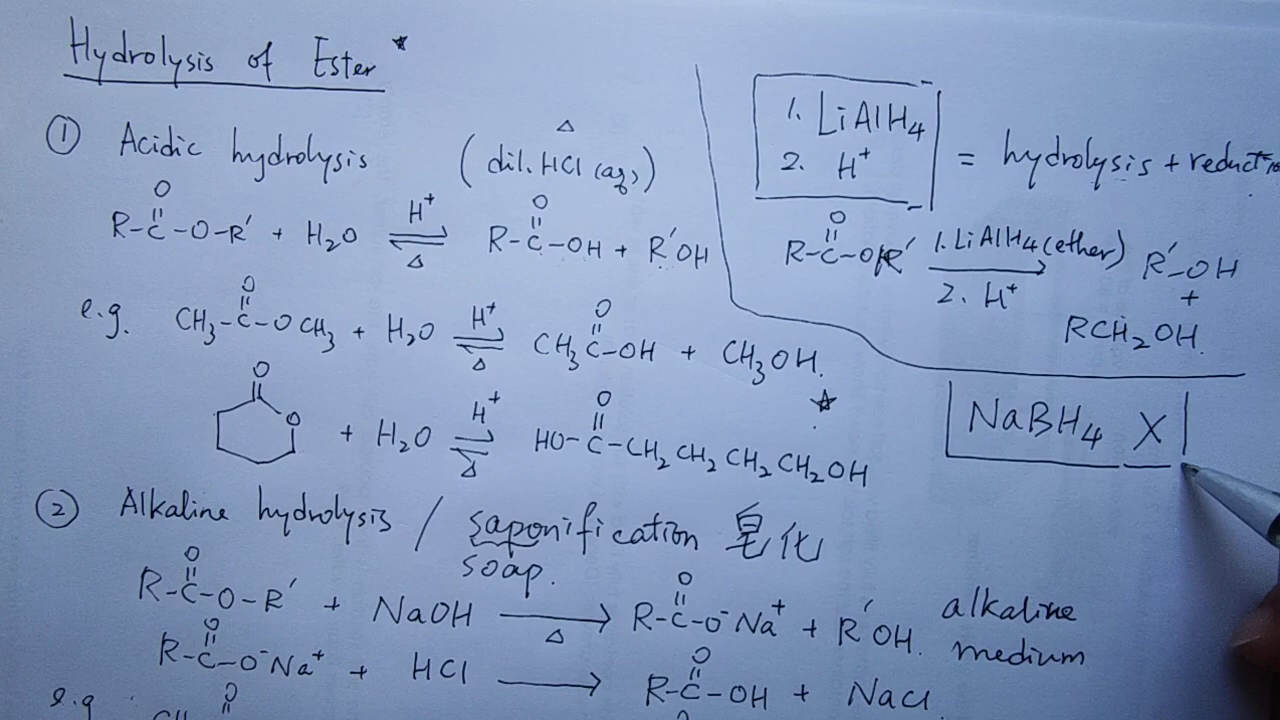 Hydrolysis of Ester *
① Acidic hydrolysis (dil. HCl (aq)) Δ
O
R-C-O-R' + H2O ⇌ R-C-OH + R'OH
H+ O
Δ
e.g. CH3-C-OCH3 + H2O ⇌ CH3C-OH + CH3OH.
O H+ O
Δ
O
O + H2O ⇌ HO-C-CH2CH2CH2CH2OH
H+ O
Δ
② Alkaline hydrolysis / saponification 皂化
soap.
O
R-C-O-R' + NaOH → R-C-O-Na+ + R'OH. alkaline medium
Δ O
O
R-C-O-Na+ + HCl → R-C-OH + NaCl
O
e.g
O
O
1. LiAlH4
2. H+
= hydrolysis + reduction
O
R-C-OR' 1. LiAlH4 (ether) → R'-OH
2. H+ +
RCH2OH.
NaBH4 X